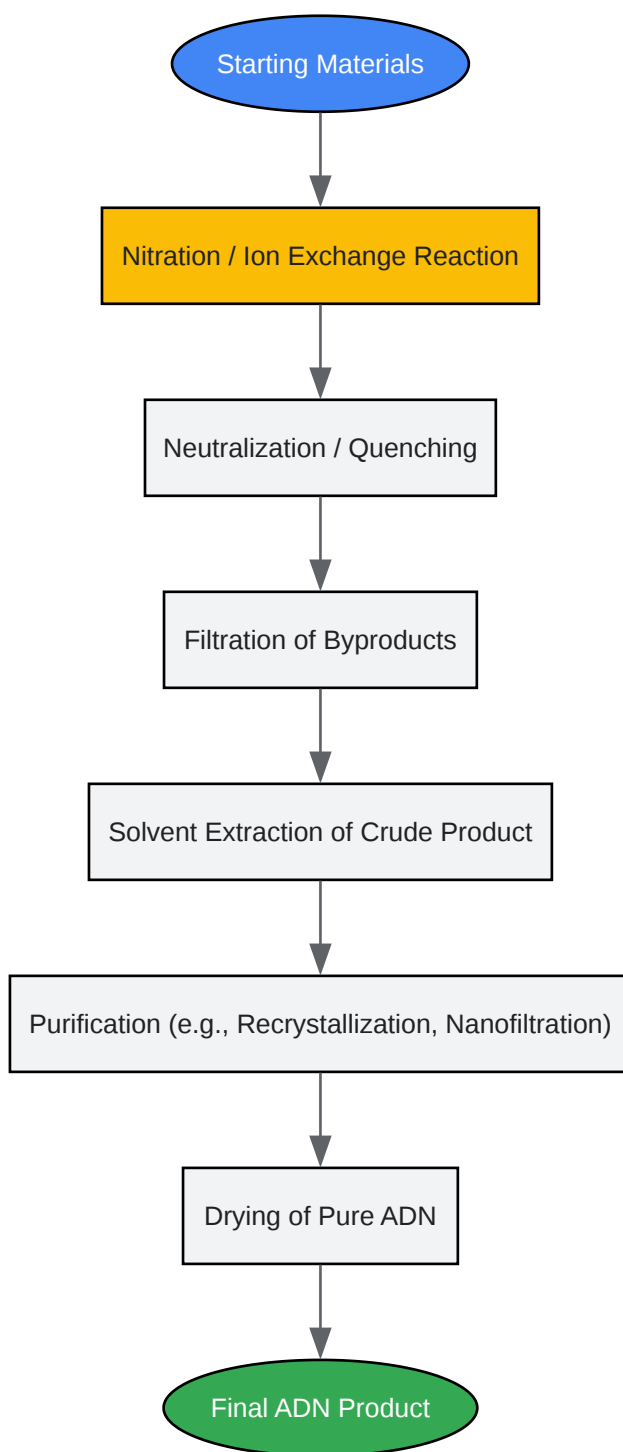 Starting Materials
Nitration / Ion Exchange Reaction
Neutralization / Quenching
Filtration of Byproducts
Solvent Extraction of Crude Product
Purification (e.g., Recrystallization, Nanofiltration)
Drying of Pure ADN
Final ADN Product